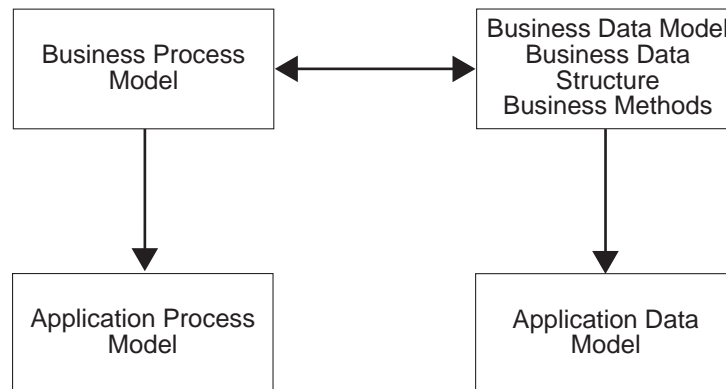 Business Process
Model
Business Data Model
Business Data
Structure
Business Methods
Application Process
Model
Application Data
Model